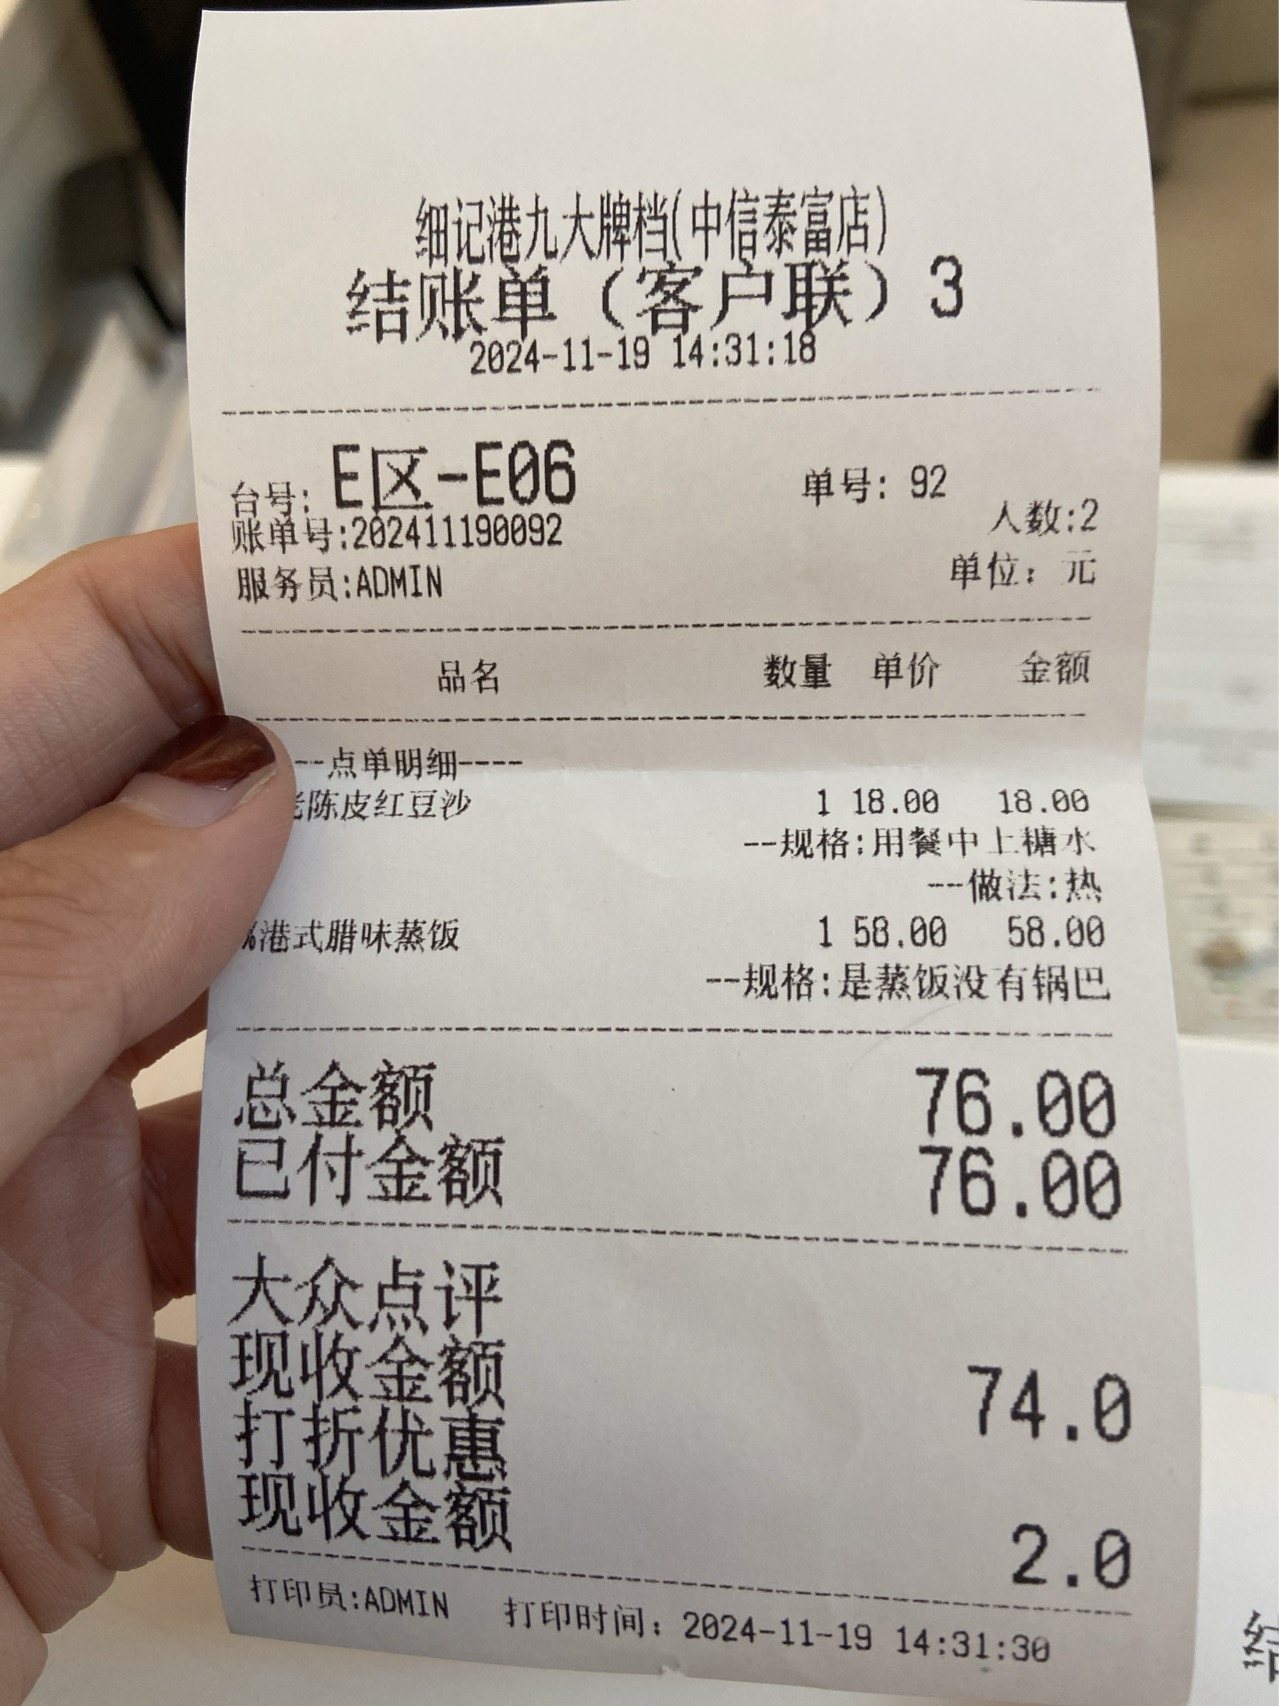 细记港九大牌档(中信泰富店)
结账单（客户联）3
2024-11-19 14:31:18
台号: E区-E06 单号: 92
账单号:202411190092 人数:2
服务员:ADMIN 单位: 元
品名 数量 单价 金额
--点单明细----
陈皮红豆沙 1 18.00 18.00
--规格:用餐中上糖水
--做法:热
%港式腊味蒸饭 1 58.00 58.00
--规格:是蒸饭没有锅巴
总金额 76.00
已付金额 76.00
大众点评
现收金额 74.0
打折优惠
现收金额 2.0
打印员:ADMIN 打印时间: 2024-11-19 14:31:30